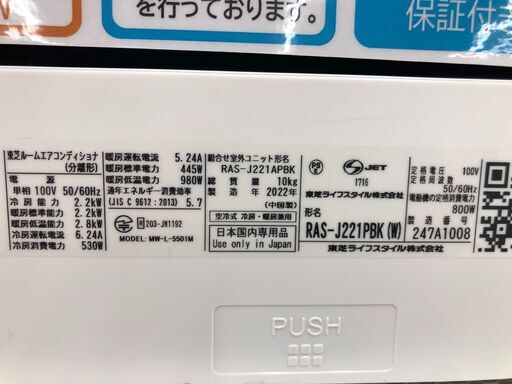 を行っております。
保証付き
東芝ルームエアコンディショナ
(分離形)
電 源
単相 100V 50/60Hz
冷 房 能 力 2.2kW
暖房標準能力 2.2kW
暖房低温能力 2.8kW
冷房運転電流 6.24A
冷房消費電力 530W
暖房運転電流 5.24A
暖房標準電力 445W
暖房低温電力 980W
通年エネルギー消費効率
(JIS C 9612:2013) 5.7
203-JN1192
MODEL: MW-L-5501M
組合せ室外ユニット形名
RAS-J221APBK
総 質 量 10kg
製 造 年 2022年
(中国製)
空冷式 冷房・暖房兼用
日本国内専用品
Use only in Japan
PS
E
JET
1716
東芝ライフスタイル(株)
形名
RAS-J221PBK(W)
東芝ライフスタイル株式会社
定 格 電 圧 100V
定格周波数
50/60Hz
電動機の定格消費電力
800W
製 造 番 号
247A1008
PUSH